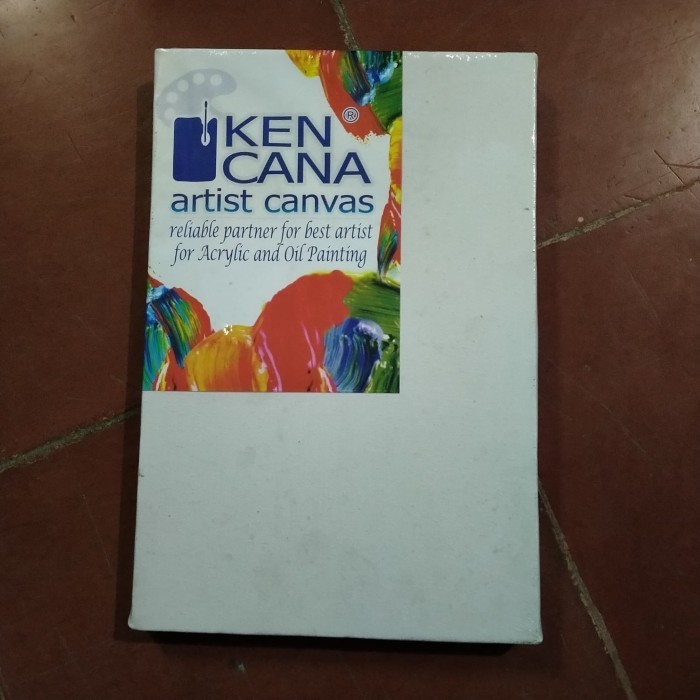 KEN ®
CANA
artist canvas
reliable partner for best artist
for Acrylic and Oil Painting